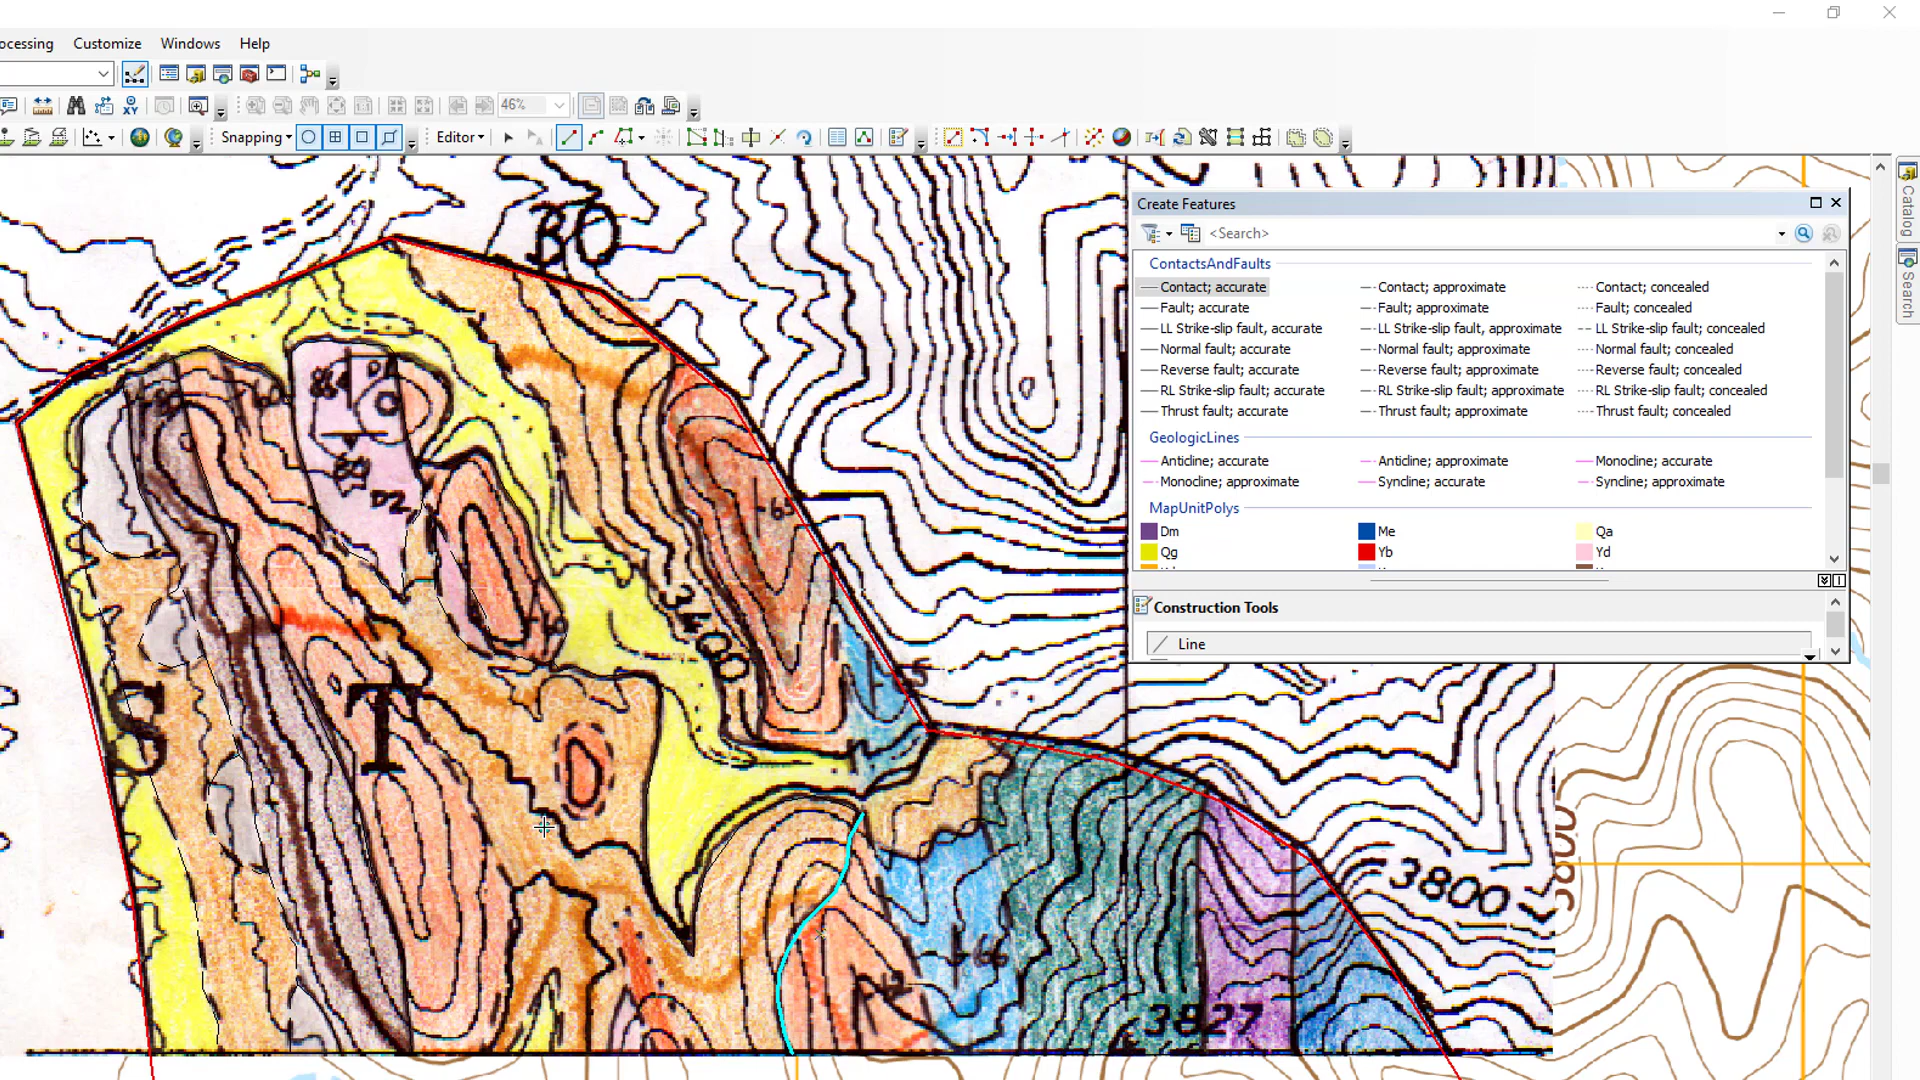 ocessing Customize Windows Help
46%
Snapping Editor
Create Features
<Search>
ContactsAndFaults
Contact; accurate Contact; approximate Contact; concealed
Fault; accurate Fault; approximate Fault; concealed
LL Strike-slip fault, accurate LL Strike-slip fault, approximate LL Strike-slip fault; concealed
Normal fault; accurate Normal fault; approximate Normal fault; concealed
Reverse fault; accurate Reverse fault; approximate Reverse fault; concealed
RL Strike-slip fault; accurate RL Strike-slip fault; approximate RL Strike-slip fault; concealed
Thrust fault; accurate Thrust fault; approximate Thrust fault; concealed
GeologicLines
Anticline; accurate Anticline; approximate Monocline; accurate
Monocline; approximate Syncline; accurate Syncline; approximate
MapUnitPolys
Dm Me Qa
Qg Yb Yd
Construction Tools
Line
Catalog
Search
30
3400
S
T
65
66
3800
3800
3827